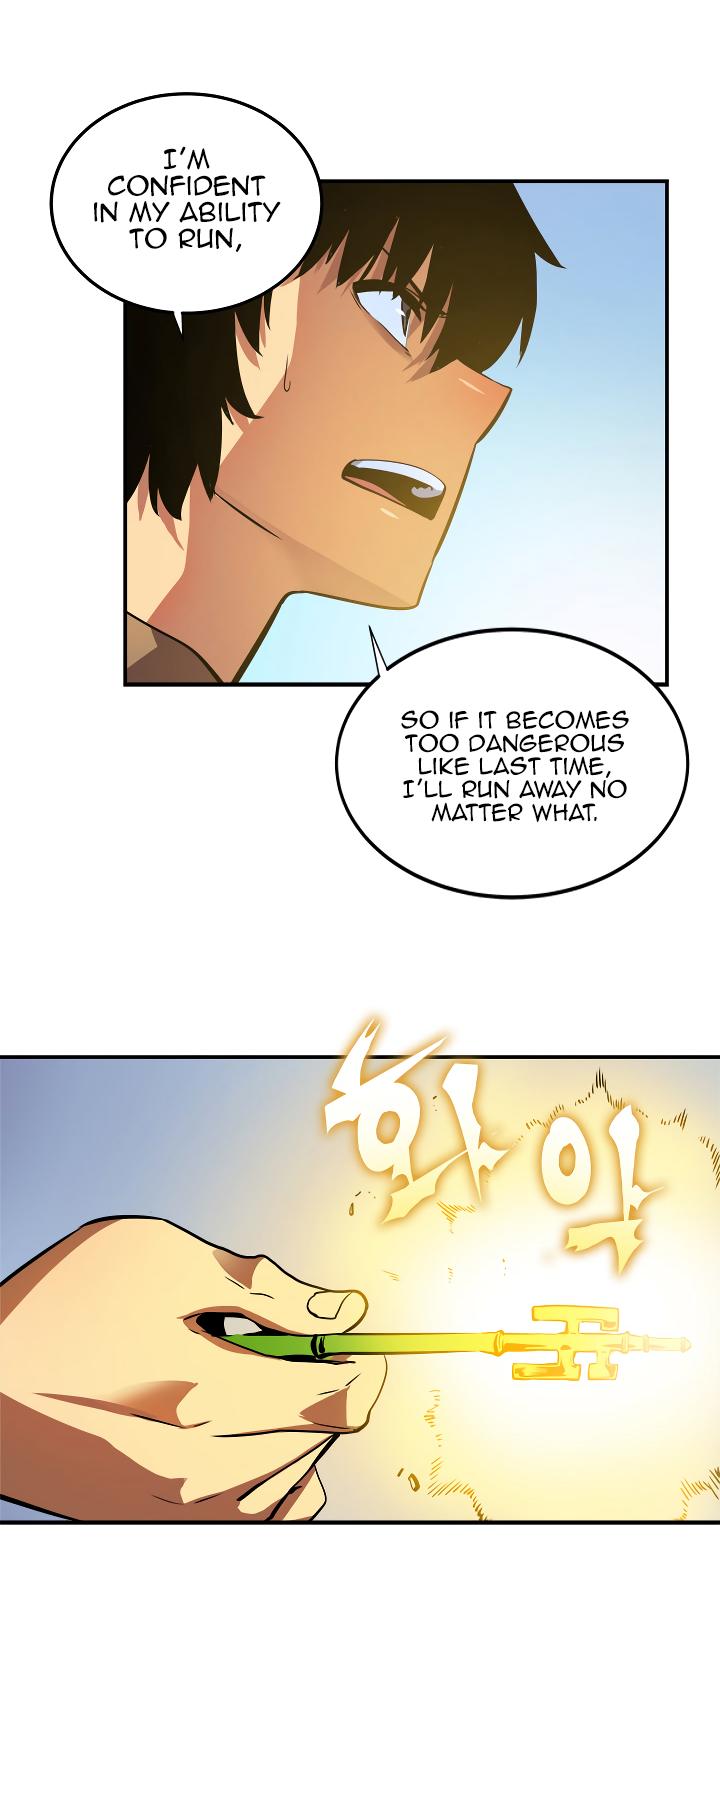 I'M
CONFIDENT
IN MY ABILITY
TO RUN,
SO IF IT BECOMES
TOO DANGEROUS
LIKE LAST TIME,
I'LL RUN AWAY NO
MATTER WHAT.
화악